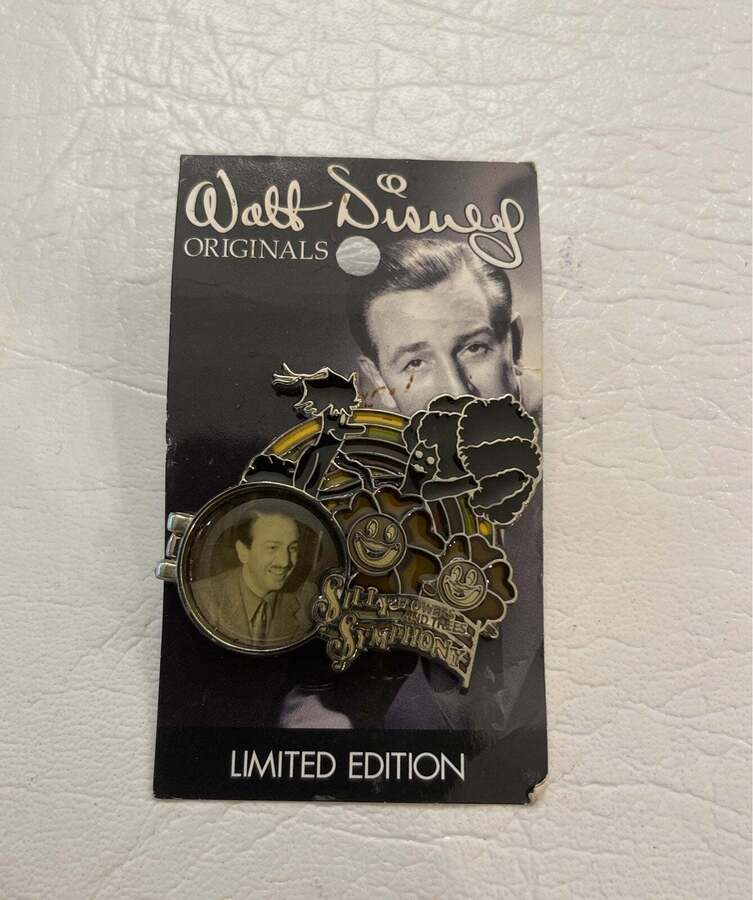 Walt Disney
ORIGINALS
SILLY
FLOWERS
AND TREES
SYMPHONY
LIMITED EDITION